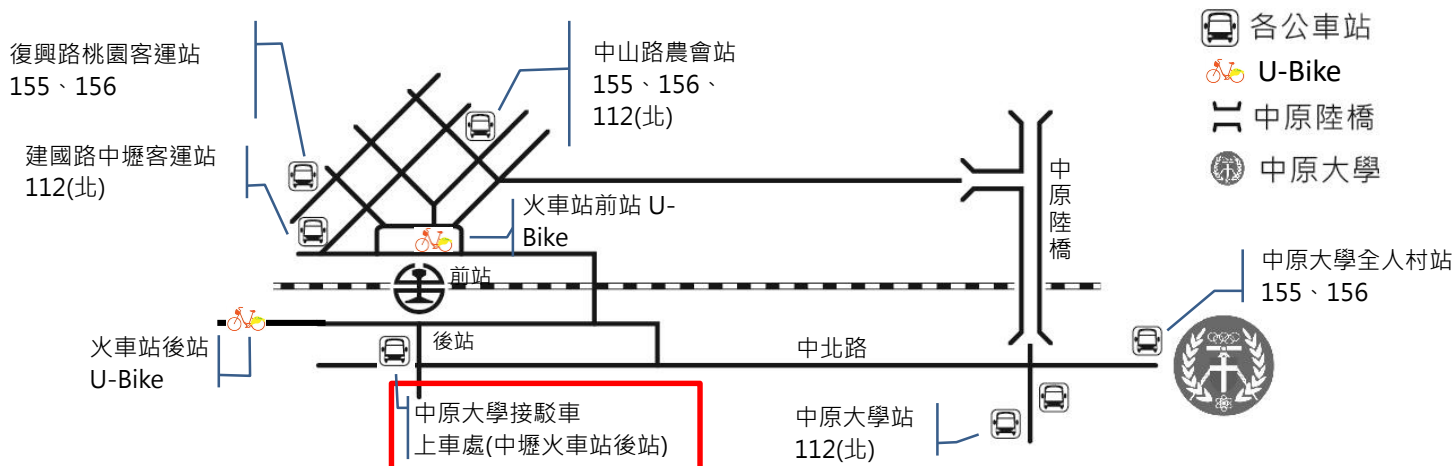 復興路桃園客運站
155、156
中山路農會站
155、156、
112(北)
各公車站
U-Bike
中原陸橋
中原大學
建國路中壢客運站
112(北)
火車站前站 U-
Bike
中原陸橋
前站
中原大學全人村站
155、156
火車站後站
U-Bike
後站
中北路
中原大學接駁車
上車處(中壢火車站後站)
中原大學站
112(北)